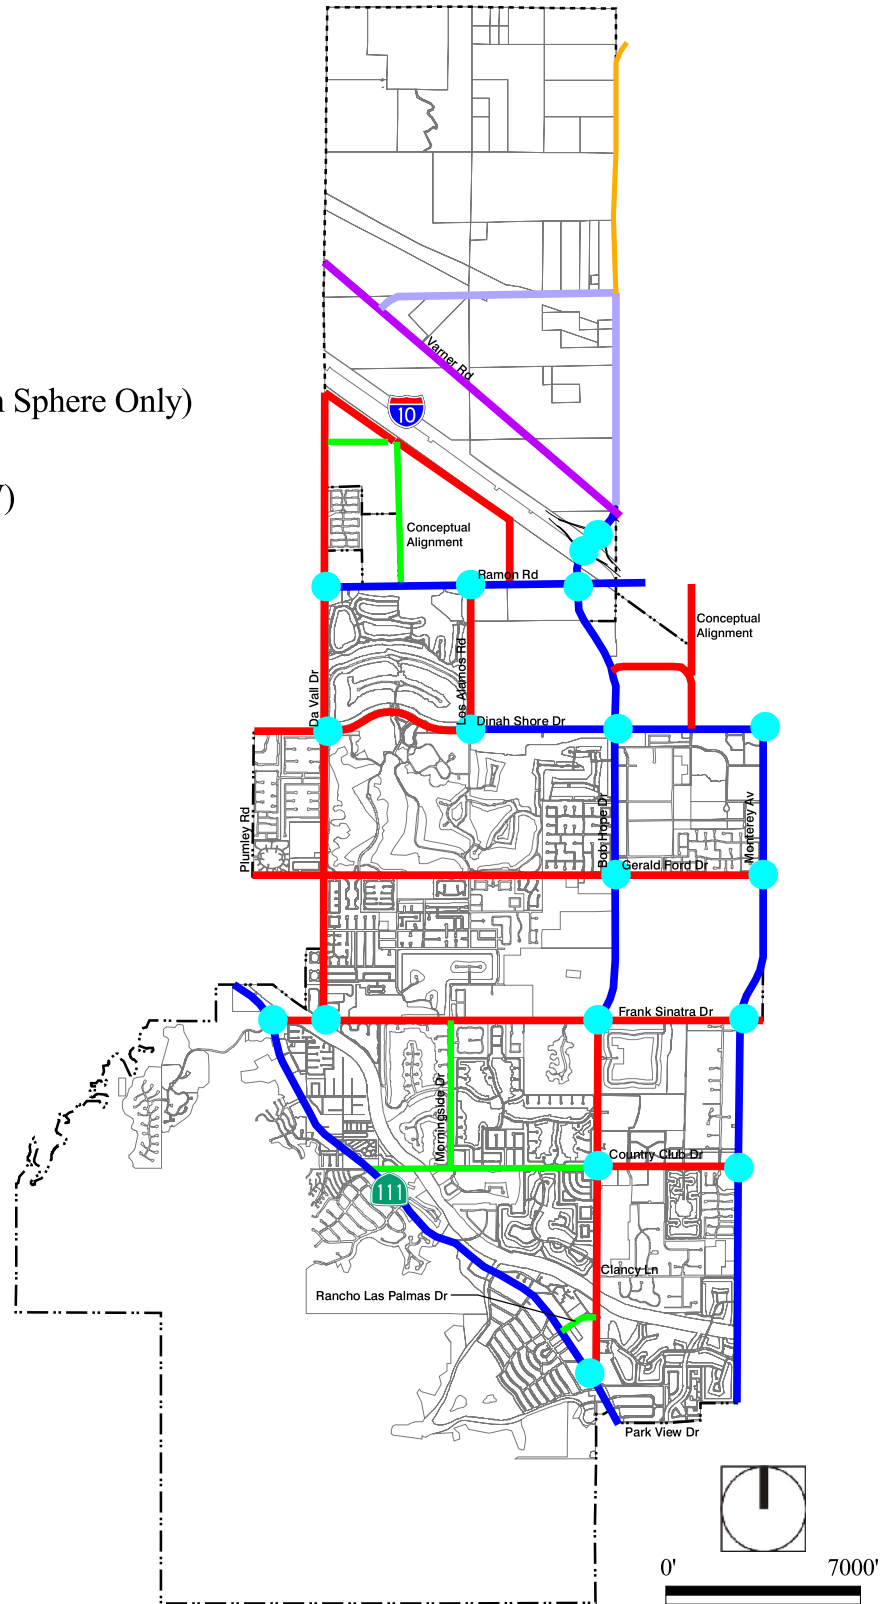 Varner Rd
Sphere Only)
10
)
Conceptual
Alignment
Ramon Rd
Conceptual
Alignment
Los Alamos Rd
Da Vall Dr
Dinah Shore Dr
Plumley Rd
Bob Hope Dr
Monterey Av
Gerald Ford Dr
Frank Sinatra Dr
Morningside Dr
Country Club Dr
111
Clancy Ln
Rancho Las Palmas Dr
Park View Dr
0'
7000'